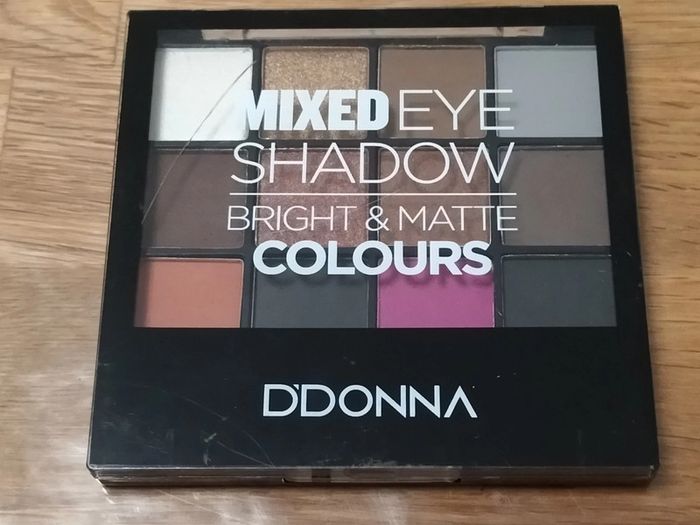 MIXED EYE
SHADOW
BRIGHT & MATTE
COLOURS
D'DONNA